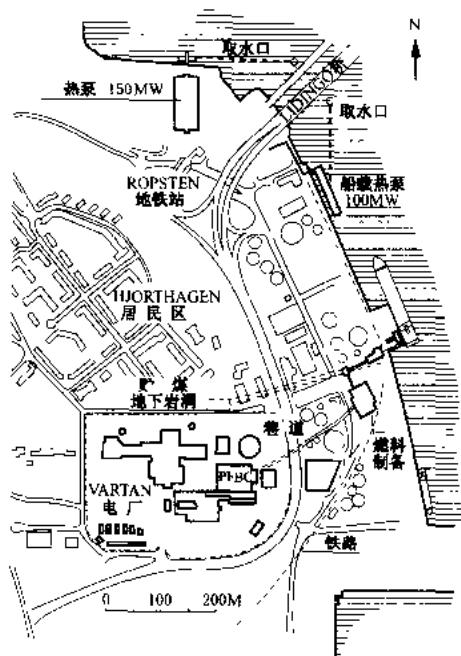 N
取水口
LIDINGO桥
热泵 150MW
取水口
ROPSTEN
地铁站
船载热泵
100MW
HJORTHAGEN
居民区
贮 煤
地下岩洞
巷 道
PFBC
燃料
制备
VARTAN
电 厂
铁路
0 100 200M